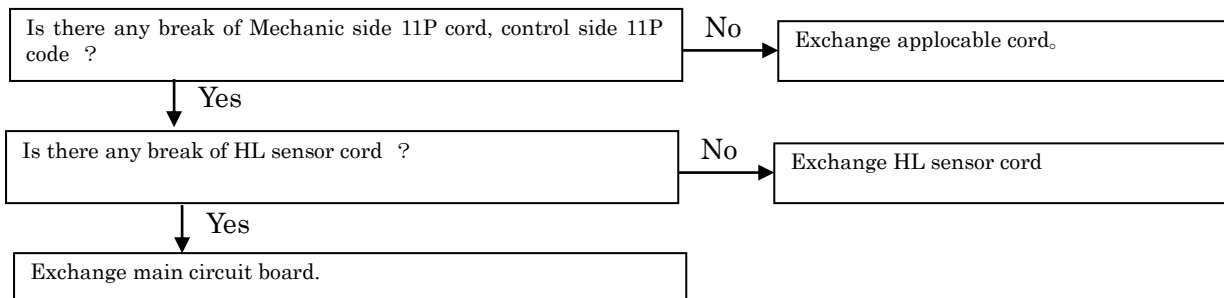 Is there any break of Mechanic side 11P cord, control side 11P
code ？
No
Exchange applocable cord。
Yes
Is there any break of HL sensor cord ？
No
Exchange HL sensor cord
Yes
Exchange main circuit board.